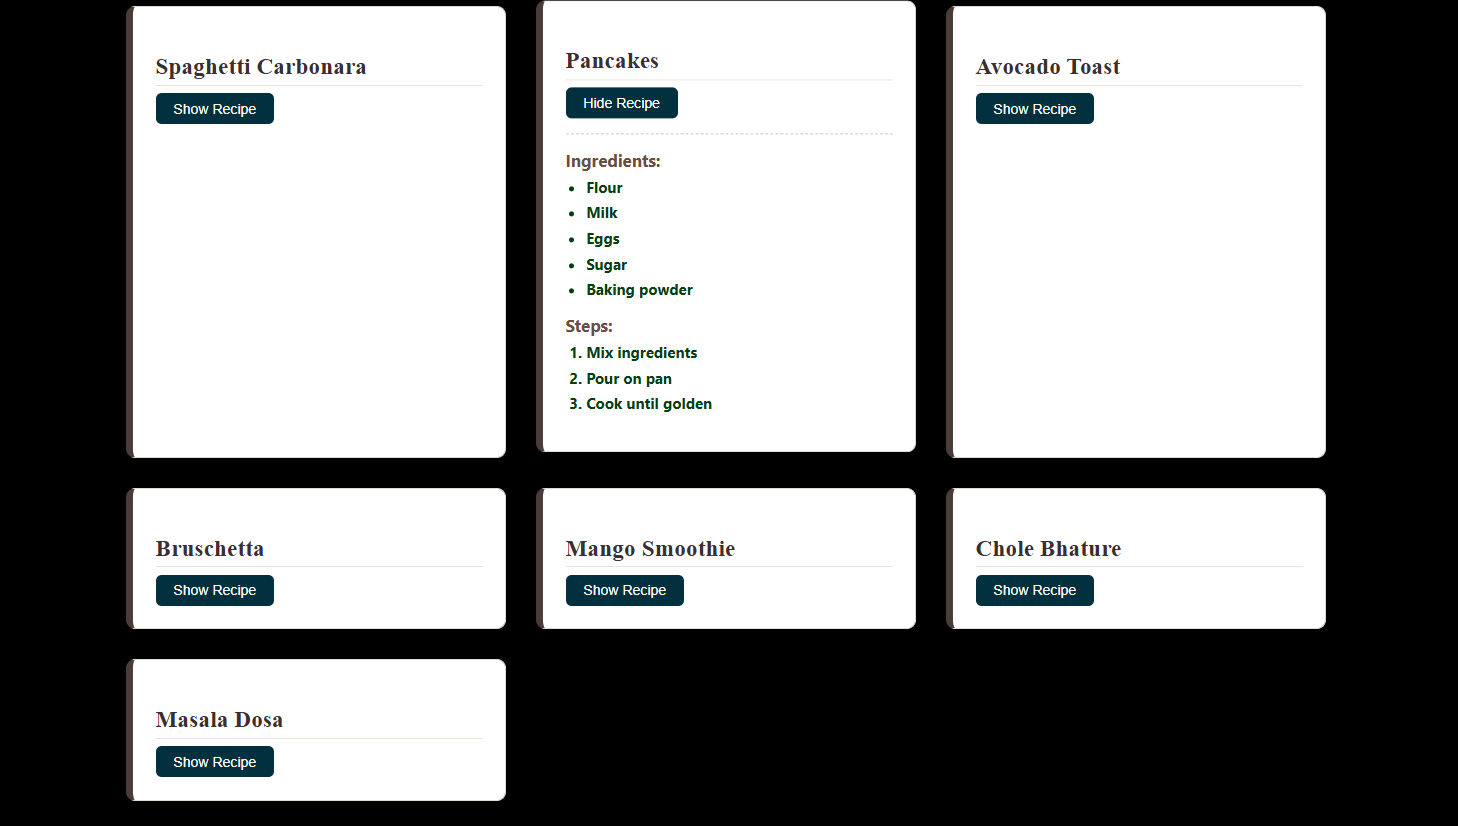 Spaghetti Carbonara
Show Recipe
Pancakes
Hide Recipe
Ingredients:
• Flour
• Milk
• Eggs
• Sugar
• Baking powder
Steps:
1. Mix ingredients
2. Pour on pan
3. Cook until golden
Avocado Toast
Show Recipe
Bruschetta
Show Recipe
Mango Smoothie
Show Recipe
Chole Bhature
Show Recipe
Masala Dosa
Show Recipe